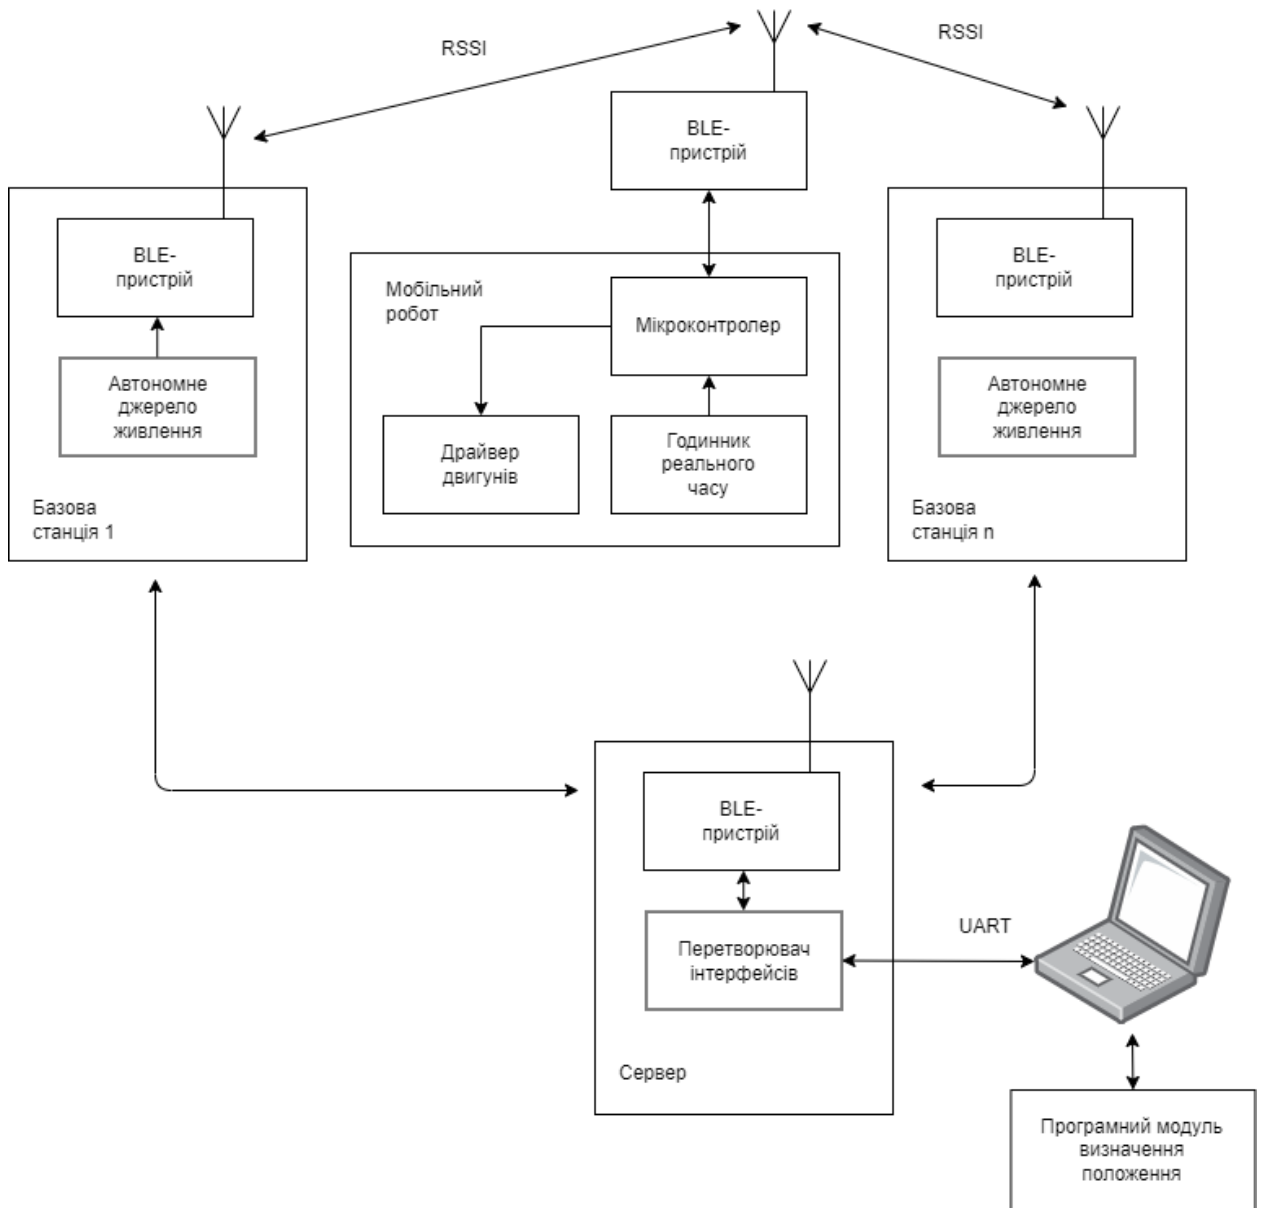 RSSI
RSSI
BLE-
пристрій
BLE-
пристрій
BLE-
пристрій
Мобільний
робот
Мікроконтролер
Автономне
джерело
живлення
Автономне
джерело
живлення
Драйвер
двигунів
Годинник
реального
часу
Базова
станція 1
Базова
станція n
BLE-
пристрій
UART
Перетворювач
інтерфейсів
Сервер
Програмний модуль
визначення
положення